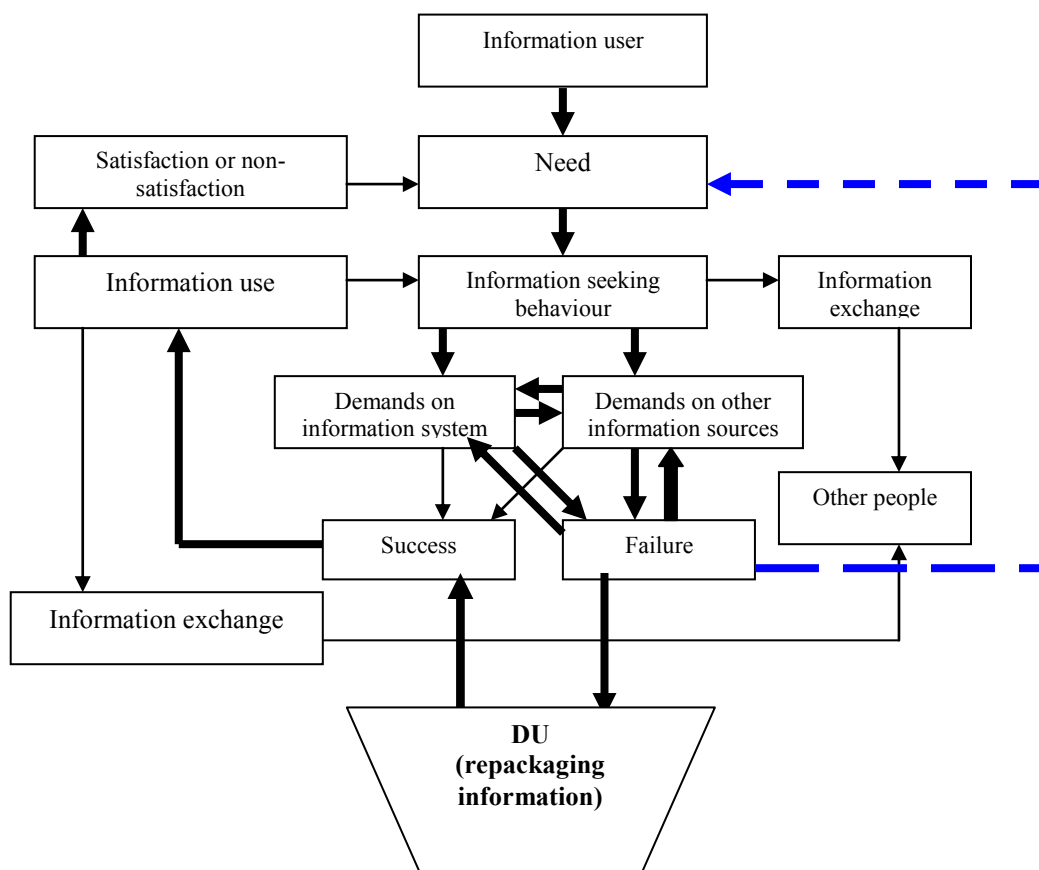 Information user
Satisfaction or non-
satisfaction
Need
Information use
Information seeking
behaviour
Information
exchange
Demands on
information system
Demands on other
information sources
Other people
Success
Failure
Information exchange
DU
(repackaging
information)